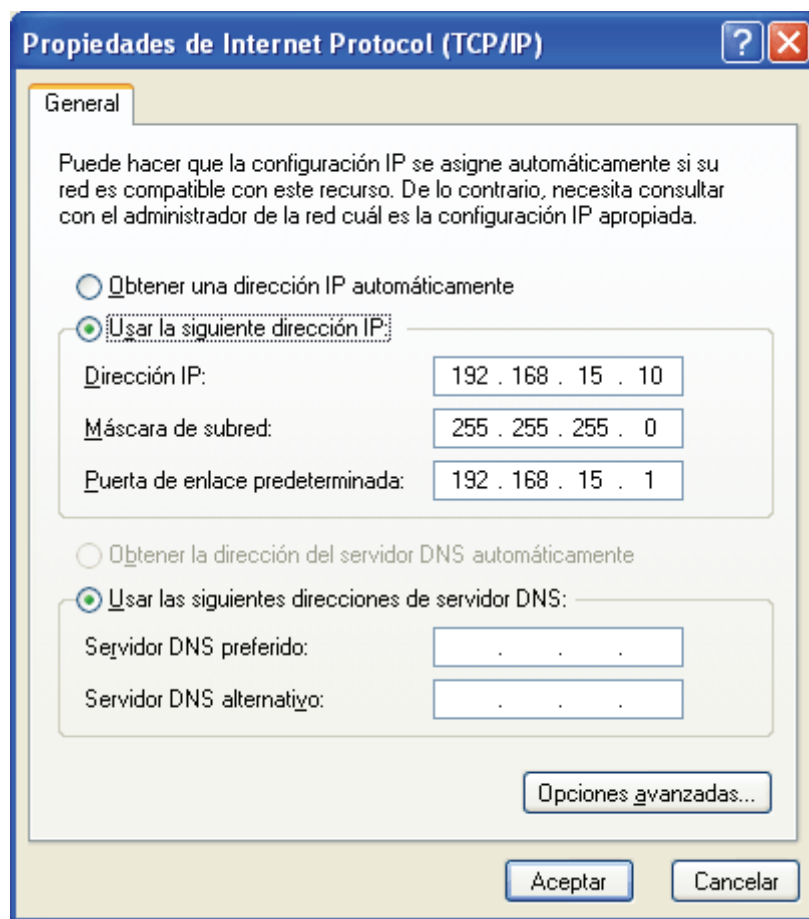 Propiedades de Internet Protocol (TCP/IP)
General
Puede hacer que la configuración IP se asigne automáticamente si su
red es compatible con este recurso. De lo contrario, necesita consultar
con el administrador de la red cuál es la configuración IP apropiada.
Obtener una dirección IP automáticamente
Usar la siguiente dirección IP:
Dirección IP: 192 . 168 . 15 . 10
Máscara de subred: 255 . 255 . 255 . 0
Puerta de enlace predeterminada: 192 . 168 . 15 . 1
Obtener la dirección del servidor DNS automáticamente
Usar las siguientes direcciones de servidor DNS:
Servidor DNS preferido: . . .
Servidor DNS alternativo: . . .
Opciones avanzadas...
Aceptar Cancelar